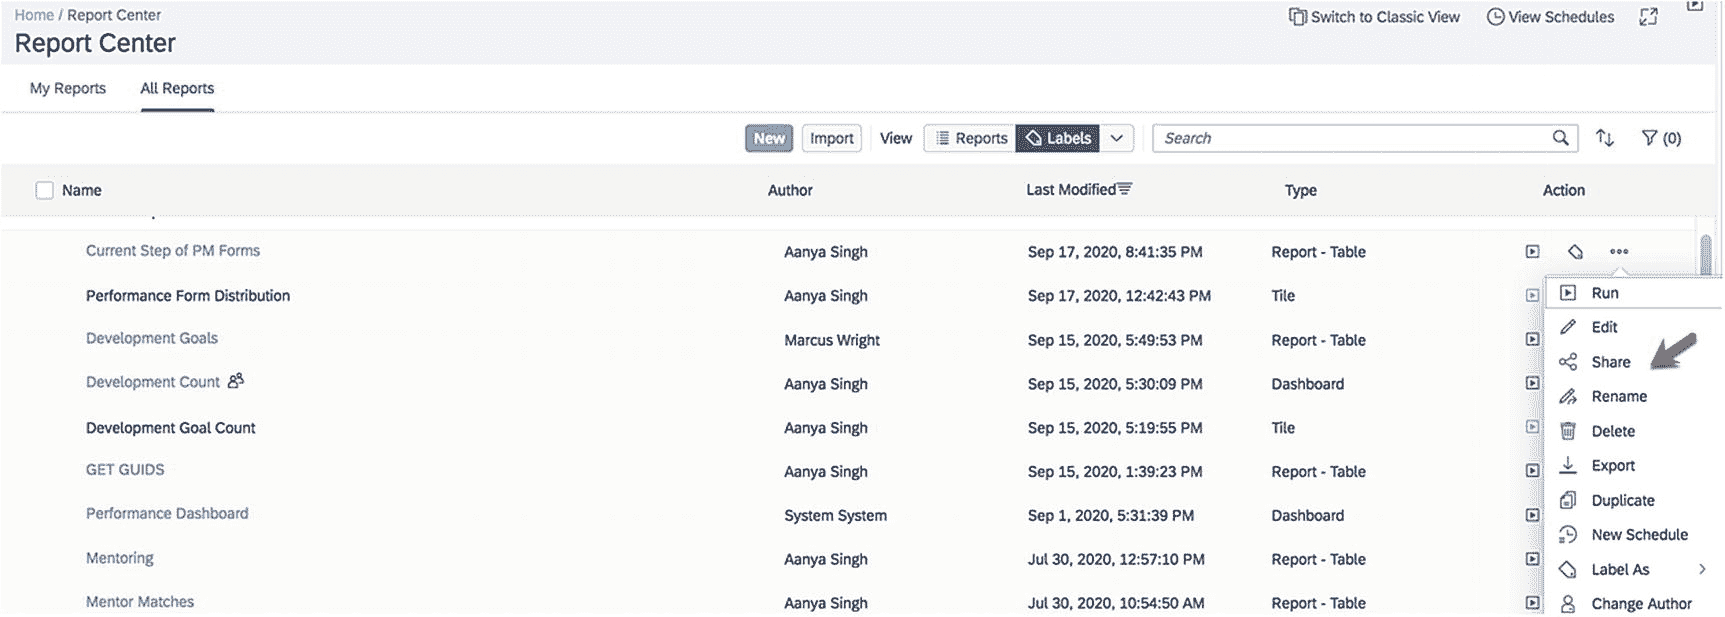 Home / Report Center
Switch to Classic View View Schedules
Report Center
My Reports All Reports
New Import View Reports Labels Search (0)
Name Author Last Modified Type Action
Current Step of PM Forms Aanya Singh Sep 17, 2020, 8:41:35 PM Report - Table
Performance Form Distribution Aanya Singh Sep 17, 2020, 12:42:43 PM Tile
Development Goals Marcus Wright Sep 15, 2020, 5:49:53 PM Report - Table
Development Count Aanya Singh Sep 15, 2020, 5:30:09 PM Dashboard
Development Goal Count Aanya Singh Sep 15, 2020, 5:19:55 PM Tile
GET GUIDS Aanya Singh Sep 15, 2020, 1:39:23 PM Report - Table
Performance Dashboard System System Sep 1, 2020, 5:31:39 PM Dashboard
Mentoring Aanya Singh Jul 30, 2020, 12:57:10 PM Report - Table
Mentor Matches Aanya Singh Jul 30, 2020, 10:54:50 AM Report - Table
Run
Edit
Share
Rename
Delete
Export
Duplicate
New Schedule
Label As
Change Author